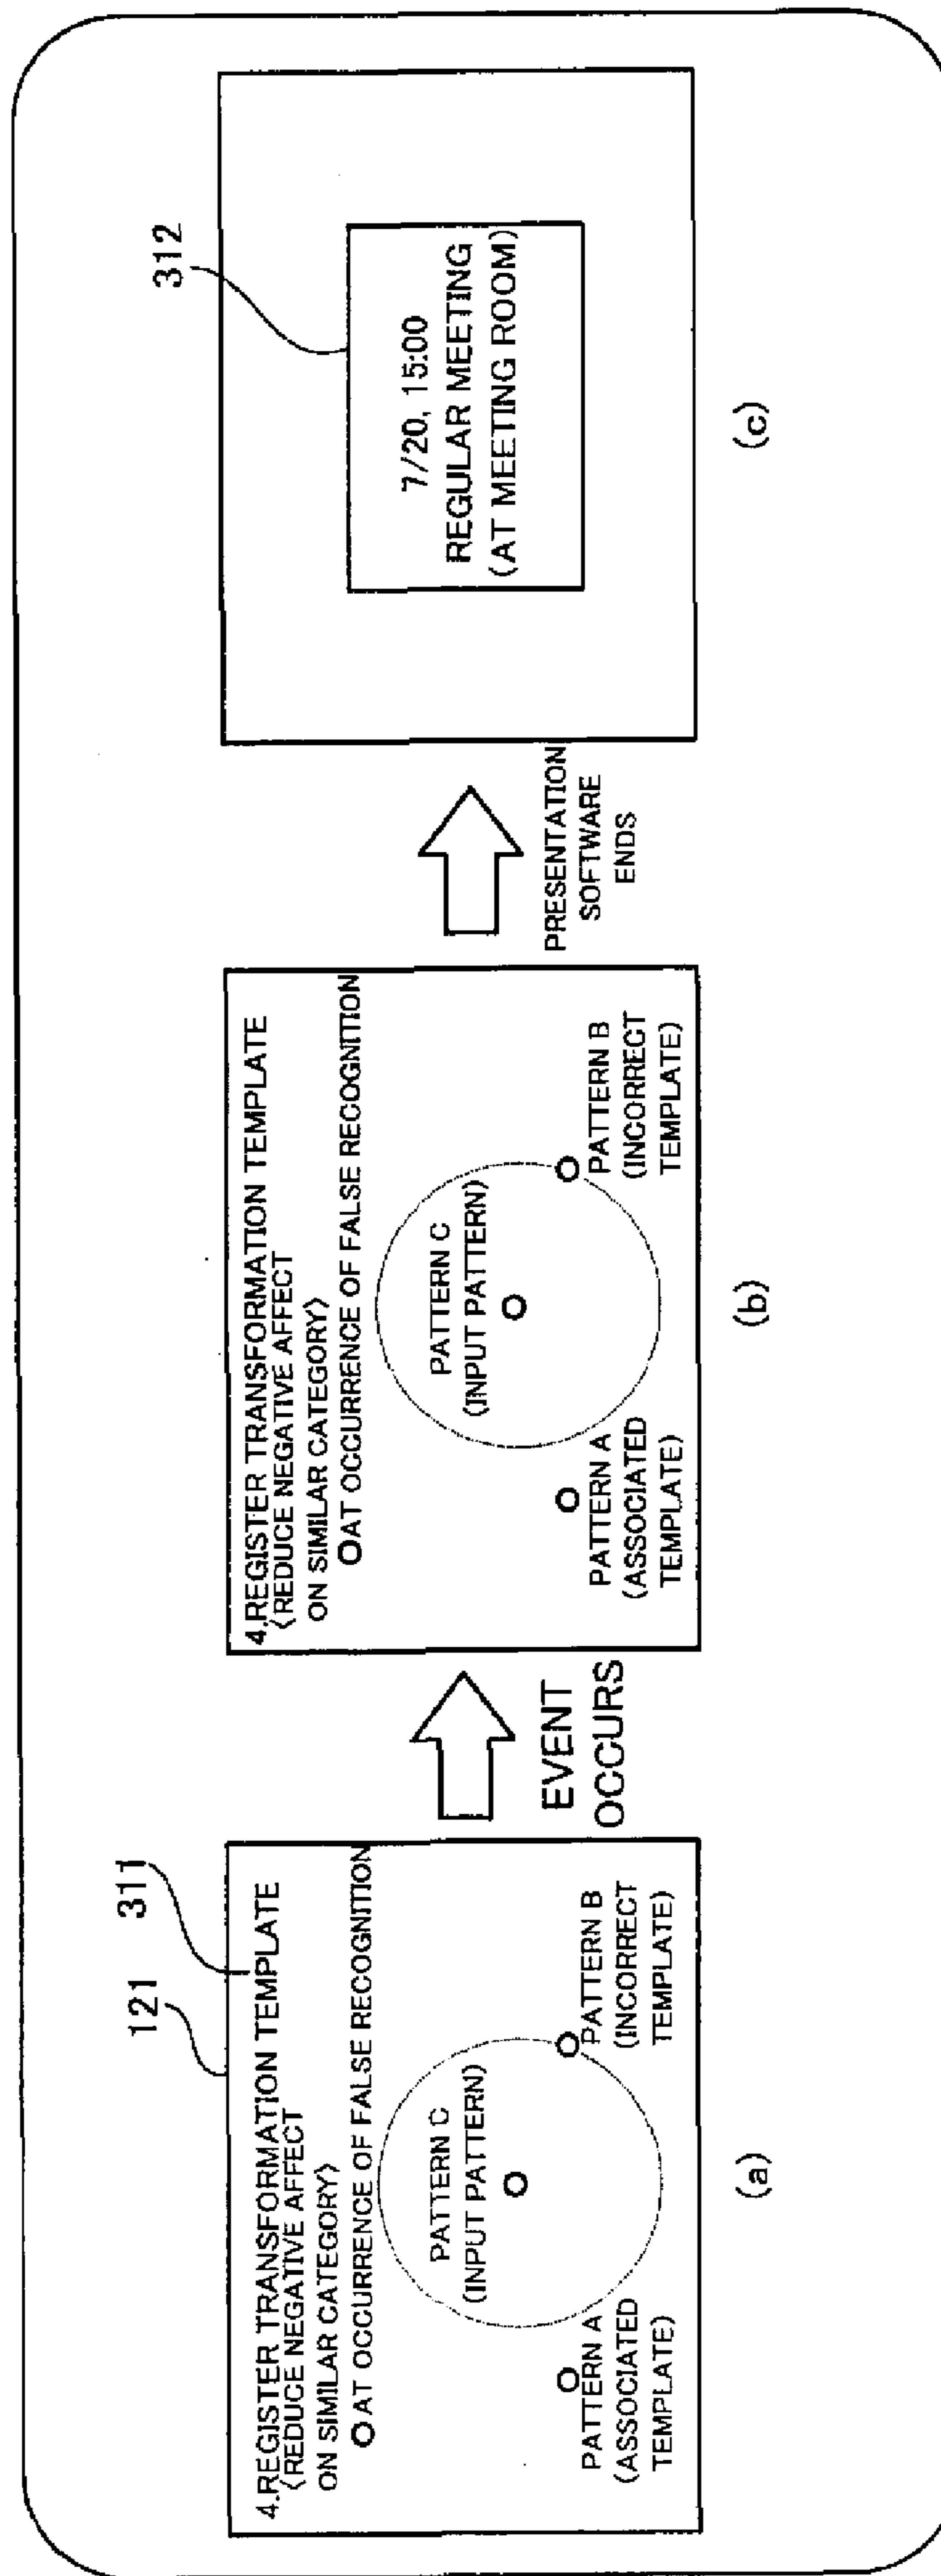 121
311
4.REGISTER TRANSFORMATION TEMPLATE
<REDUCE NEGATIVE AFFECT
ON SIMILAR CATEGORY>
AT OCCURRENCE OF FALSE RECOGNITION
PATTERN C
(INPUT PATTERN)
PATTERN A
(ASSOCIATED
TEMPLATE)
PATTERN B
(INCORRECT
TEMPLATE)
(a)
EVENT
OCCURS
4.REGISTER TRANSFORMATION TEMPLATE
<REDUCE NEGATIVE AFFECT
ON SIMILAR CATEGORY>
AT OCCURRENCE OF FALSE RECOGNITION
PATTERN C
(INPUT PATTERN)
PATTERN A
(ASSOCIATED
TEMPLATE)
PATTERN B
(INCORRECT
TEMPLATE)
(b)
PRESENTATION
SOFTWARE
ENDS
312
7/20, 15:00
REGULAR MEETING
(AT MEETING ROOM)
(c)